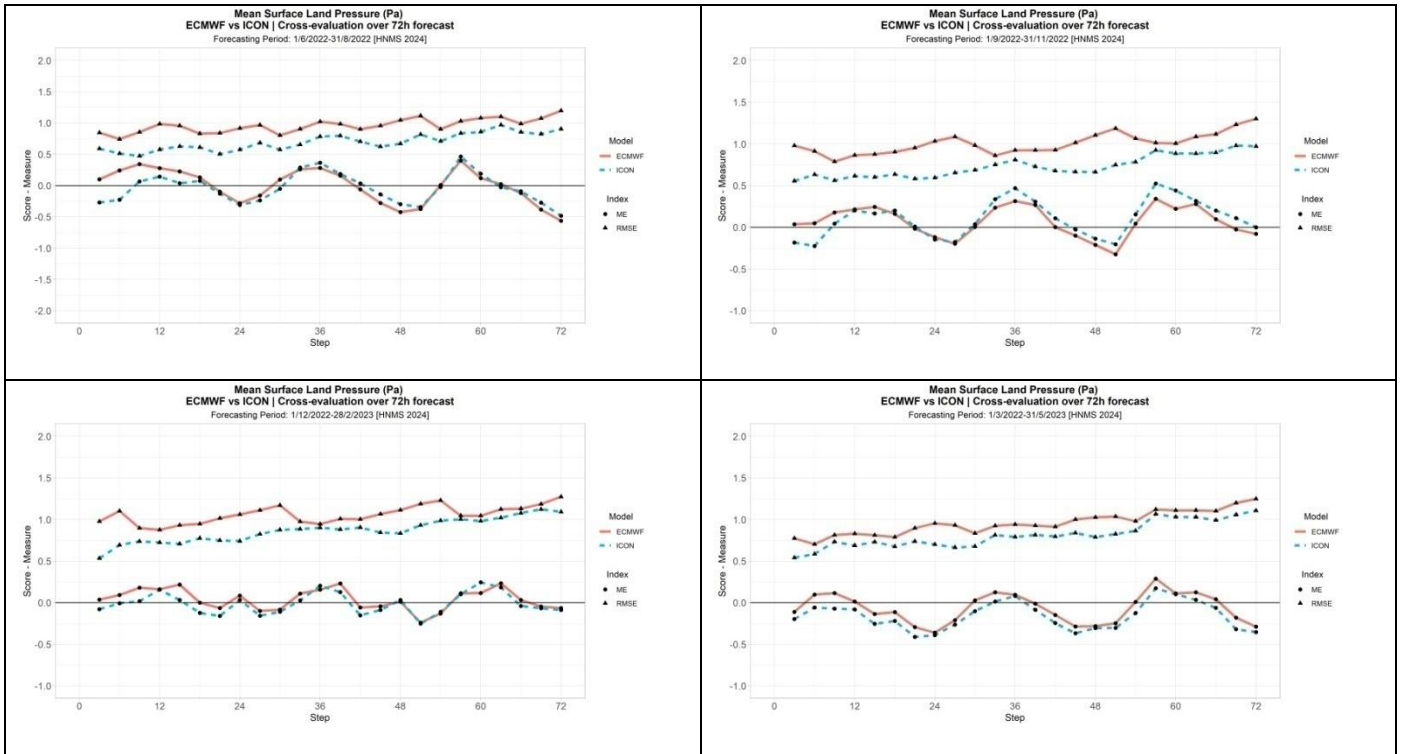 Mean Surface Land Pressure (Pa)
ECMWF vs ICON | Cross-evaluation over 72h forecast
Forecasting Period: 1/6/2022-31/8/2022 [HNMS 2024]
2.0
1.5
1.0
0.5
0.0
-0.5
-1.0
-1.5
-2.0
Score - Measure
0 12 24 36 48 60 72
Step
Model
ECMWF
ICON
Index
ME
RMSE
Mean Surface Land Pressure (Pa)
ECMWF vs ICON | Cross-evaluation over 72h forecast
Forecasting Period: 1/9/2022-31/11/2022 [HNMS 2024]
2.0
1.5
1.0
0.5
0.0
-0.5
-1.0
Score - Measure
0 12 24 36 48 60 72
Step
Model
ECMWF
ICON
Index
ME
RMSE
Mean Surface Land Pressure (Pa)
ECMWF vs ICON | Cross-evaluation over 72h forecast
Forecasting Period: 1/12/2022-28/2/2023 [HNMS 2024]
2.0
1.5
1.0
0.5
0.0
-0.5
-1.0
Score - Measure
0 12 24 36 48 60 72
Step
Model
ECMWF
ICON
Index
ME
RMSE
Mean Surface Land Pressure (Pa)
ECMWF vs ICON | Cross-evaluation over 72h forecast
Forecasting Period: 1/3/2022-31/5/2023 [HNMS 2024]
2.0
1.5
1.0
0.5
0.0
-0.5
-1.0
Score - Measure
0 12 24 36 48 60 72
Step
Model
ECMWF
ICON
Index
ME
RMSE